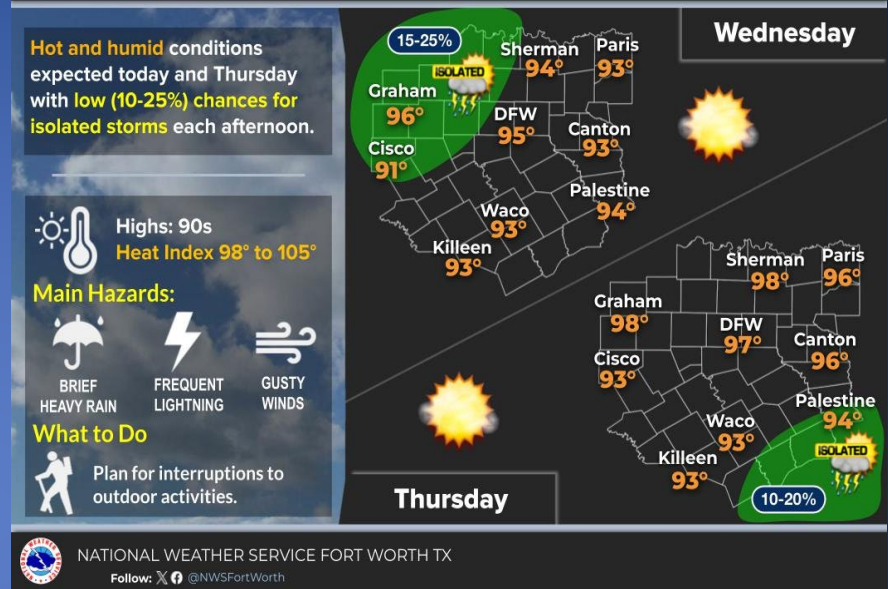 Hot and humid conditions
expected today and Thursday
with low (10-25%) chances for
isolated storms each afternoon.
Highs: 90s
Heat Index 98° to 105°
Main Hazards:
BRIEF
HEAVY RAIN
FREQUENT
LIGHTNING
GUSTY
WINDS
What to Do
Plan for interruptions to
outdoor activities.
Wednesday
15-25%
ISOLATED
Sherman
94°
Paris
93°
Graham
96°
DFW
95°
Canton
93°
Cisco
91°
Palestine
94°
Waco
93°
Killeen
93°
Thursday
Sherman
98°
Paris
96°
Graham
98°
DFW
97°
Canton
96°
Cisco
93°
Palestine
94°
Waco
93°
Killeen
93°
ISOLATED
10-20%
NATIONAL WEATHER SERVICE
NATIONAL WEATHER SERVICE FORT WORTH TX
Follow: X @NWSFortWorth